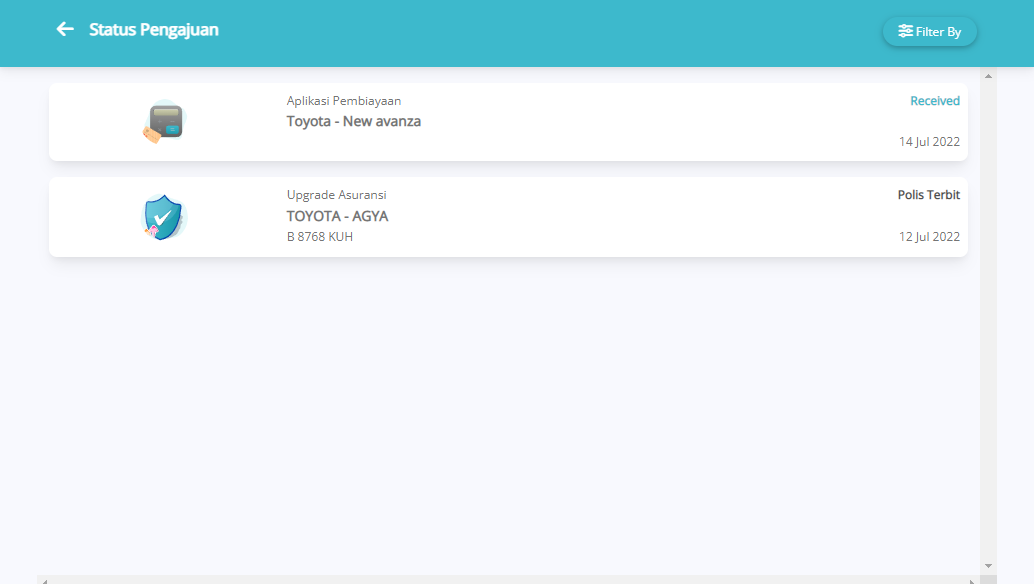 Status Pengajuan
Filter By
Aplikasi Pembiayaan
Received
Toyota - New avanza
14 Jul 2022
Upgrade Asuransi
Polis Terbit
TOYOTA - AGYA
B 8768 KUH
12 Jul 2022